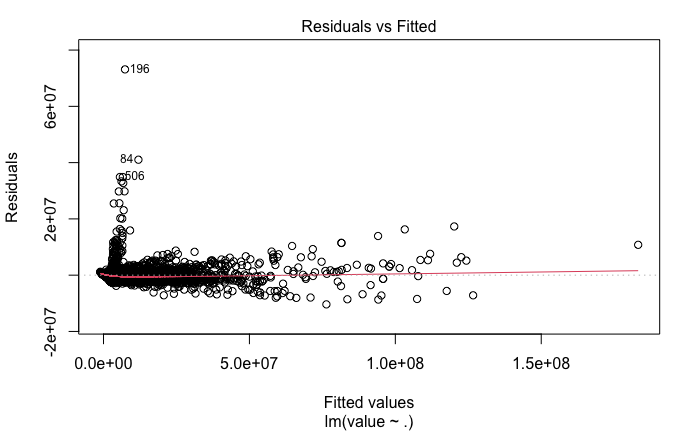 Residuals vs Fitted
196
84
506
Residuals
-2e+07
2e+07
6e+07
0.0e+00
5.0e+07
1.0e+08
1.5e+08
Fitted values
lm(value ~ .)